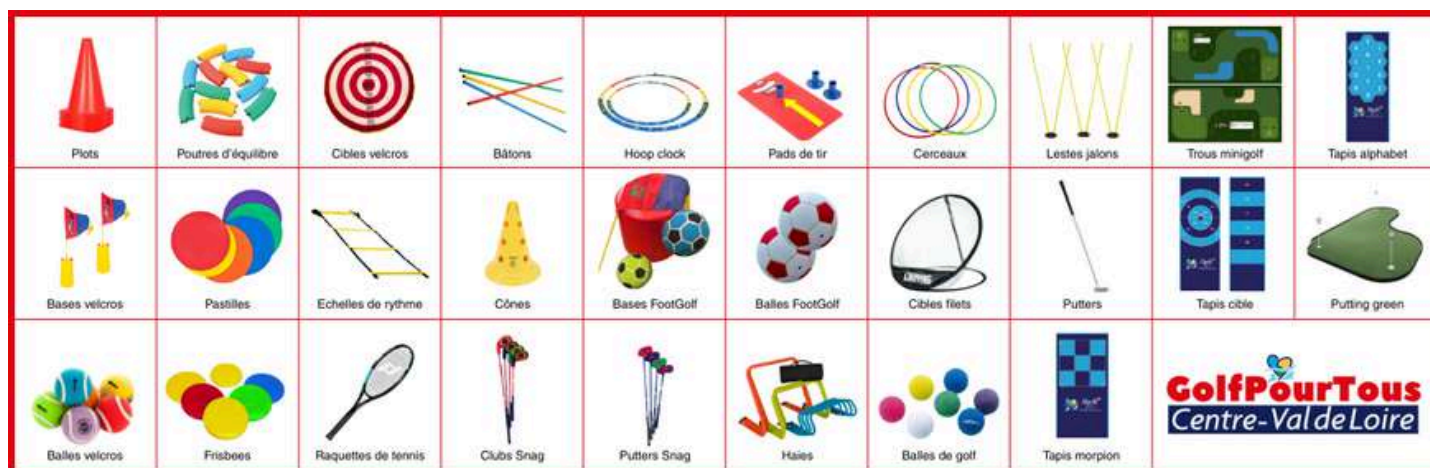 Plots
Poutres d'équilibre
Cibles velcros
Bâtons
Hoop clock
Pads de tir
Cerceaux
Lestes jalons
Trous minigolf
Tapis alphabet
Bases velcros
Pastilles
Echelles de rythme
Cônes
Bases FootGolf
Balles FootGolf
Cibles filets
Putters
Tapis cible
Putting green
Balles velcros
Frisbees
Raquettes de tennis
Clubs Snag
Putters Snag
Haies
Balles de golf
Tapis morpion
GolfPourTous
Centre-Val de Loire